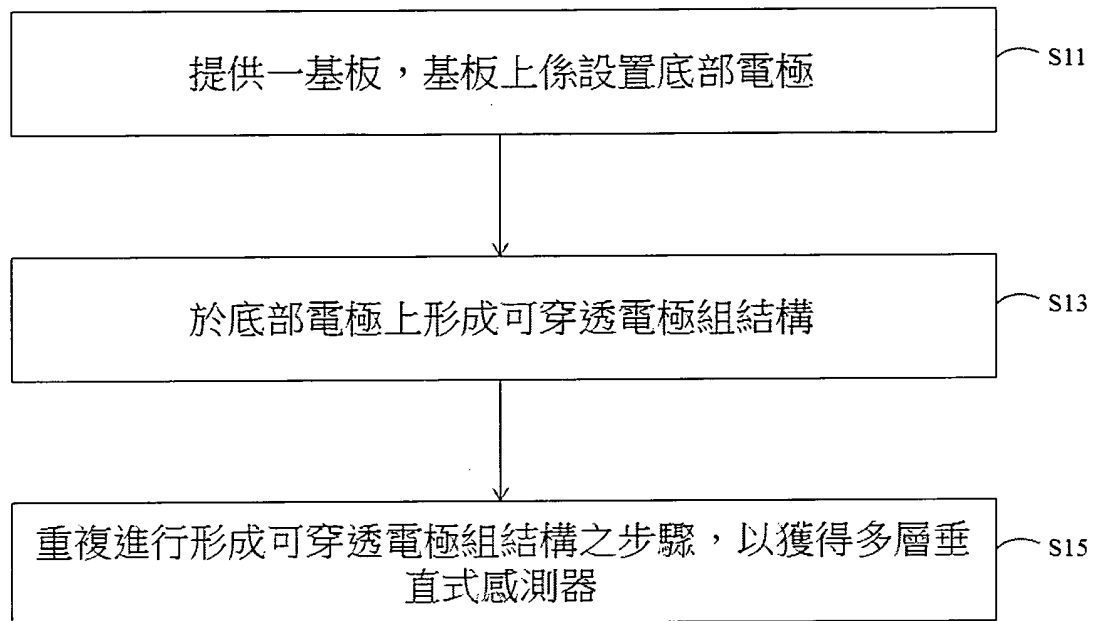 提供一基板，基板上係設置底部電極
S11
於底部電極上形成可穿透電極組結構
S13
重複進行形成可穿透電極組結構之步驟，以獲得多層垂
直式感測器
S15